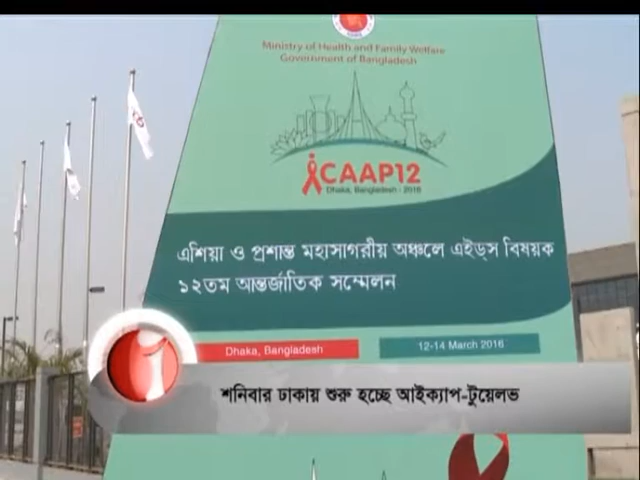 Ministry of Health and Family Welfare
Government of Bangladesh
iCAAP12
Dhaka, Bangladesh - 2016
এশিয়া ও প্রশান্ত মহাসাগরীয় অঞ্চলে এইড্স বিষয়ক
১২তম আন্তর্জাতিক সম্মেলন
Dhaka, Bangladesh
12-14 March 2016
i
শনিবার ঢাকায় শুরু হচ্ছে আইক্যাপ-টুয়েলভ